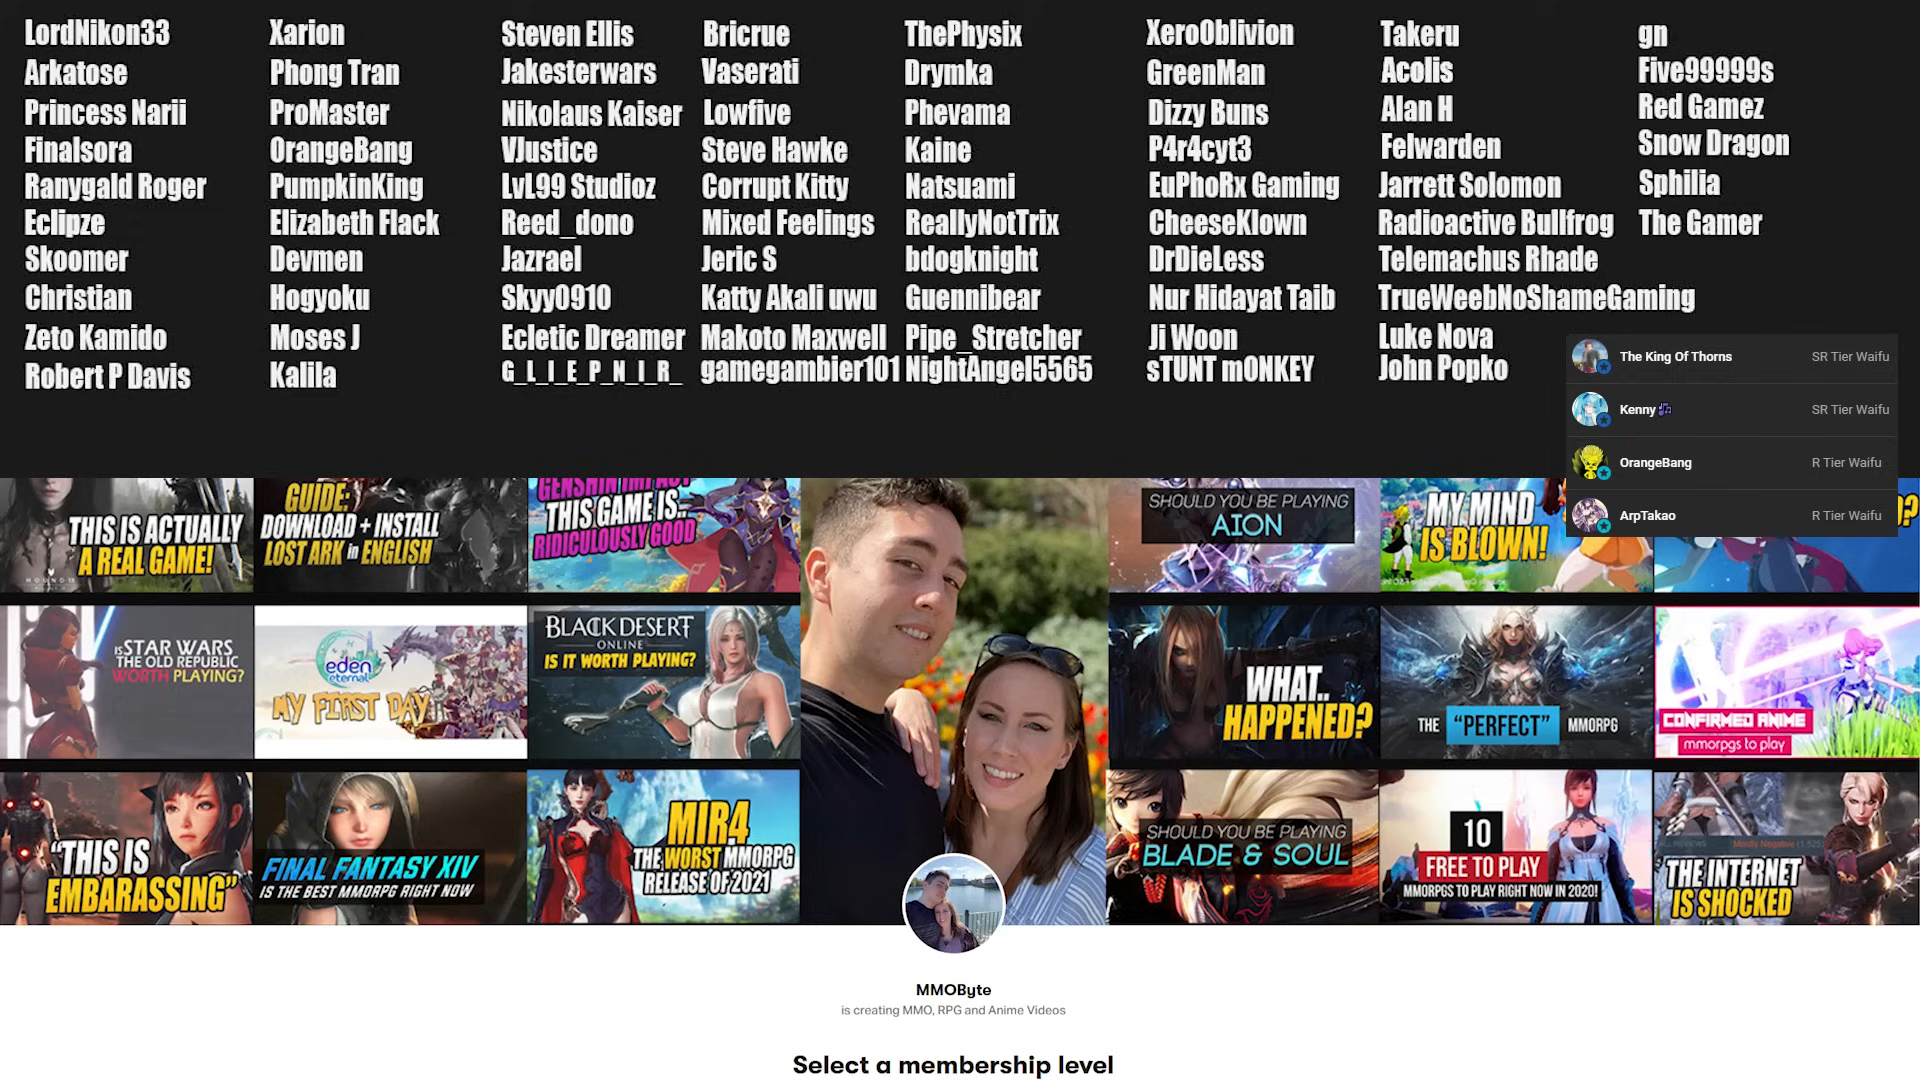 LordNikon33
Arkatose
Princess Narii
Finalsora
Ranygald Roger
Eclipze
Skoomer
Christian
Zeto Kamido
Robert P Davis
Xarion
Phong Tran
ProMaster
OrangeBang
PumpkinKing
Elizabeth Flack
Devmen
Hogyoku
Moses J
Kalila
Steven Ellis
Jakesterwars
Nikolaus Kaiser
VJustice
LvL99 Studioz
Reed_dono
Jazrael
Skyy0910
Ecletic Dreamer
G_L_I_E_P_N_I_R_
Bricrue
Vaserati
Lowfive
Steve Hawke
Corrupt Kitty
Mixed Feelings
Jeric S
Katty Akali uwu
Makoto Maxwell
gamegambier101
ThePhysix
Drymka
Phevama
Kaine
Natsuami
ReallyNotTrix
bdogknight
Guennibear
Pipe_Stretcher
NightAngel5565
XeroOblivion
GreenMan
Dizzy Buns
P4r4cyt3
EuPhoRx Gaming
CheeseKlown
DrDieLess
Nur Hidayat Taib
Ji Woon
sTUNT mONKEY
Takeru
Acolis
Alan H
Felwarden
Jarrett Solomon
Radioactive Bullfrog
Telemachus Rhade
TrueWeebNoShameGaming
Luke Nova
John Popko
gn
Five99999s
Red Gamez
Snow Dragon
Sphilia
The Gamer
The King Of Thorns SR Tier Waifu
Kenny SR Tier Waifu
OrangeBang R Tier Waifu
ArpTakao R Tier Waifu
THIS IS ACTUALLY
A REAL GAME!
HOUND13
GUIDE:
DOWNLOAD + INSTALL
LOST ARK in ENGLISH
GENSHIN IMPACT
THIS GAME IS..
RIDICULOUSLY GOOD
SHOULD YOU BE PLAYING
AION
MY MIND
IS BLOWN!
?
IS STAR WARS
THE OLD REPUBLIC
WORTH PLAYING?
eden
eternal
MY FIRST DAY
BLACK DESERT
ONLINE
IS IT WORTH PLAYING?
WHAT..
HAPPENED?
THE "PERFECT" MMORPG
CONFIRMED ANIME
mmorpgs to play
"THIS IS
EMBARASSING"
FINAL FANTASY XIV
IS THE BEST MMORPG RIGHT NOW
MIR4
THE WORST MMORPG
RELEASE OF 2021
SHOULD YOU BE PLAYING
BLADE & SOUL
10
FREE TO PLAY
MMORPGS TO PLAY RIGHT NOW IN 2020!
Mostly Negative
THE INTERNET
IS SHOCKED
MMOByte
is creating MMO, RPG and Anime Videos
Select a membership level